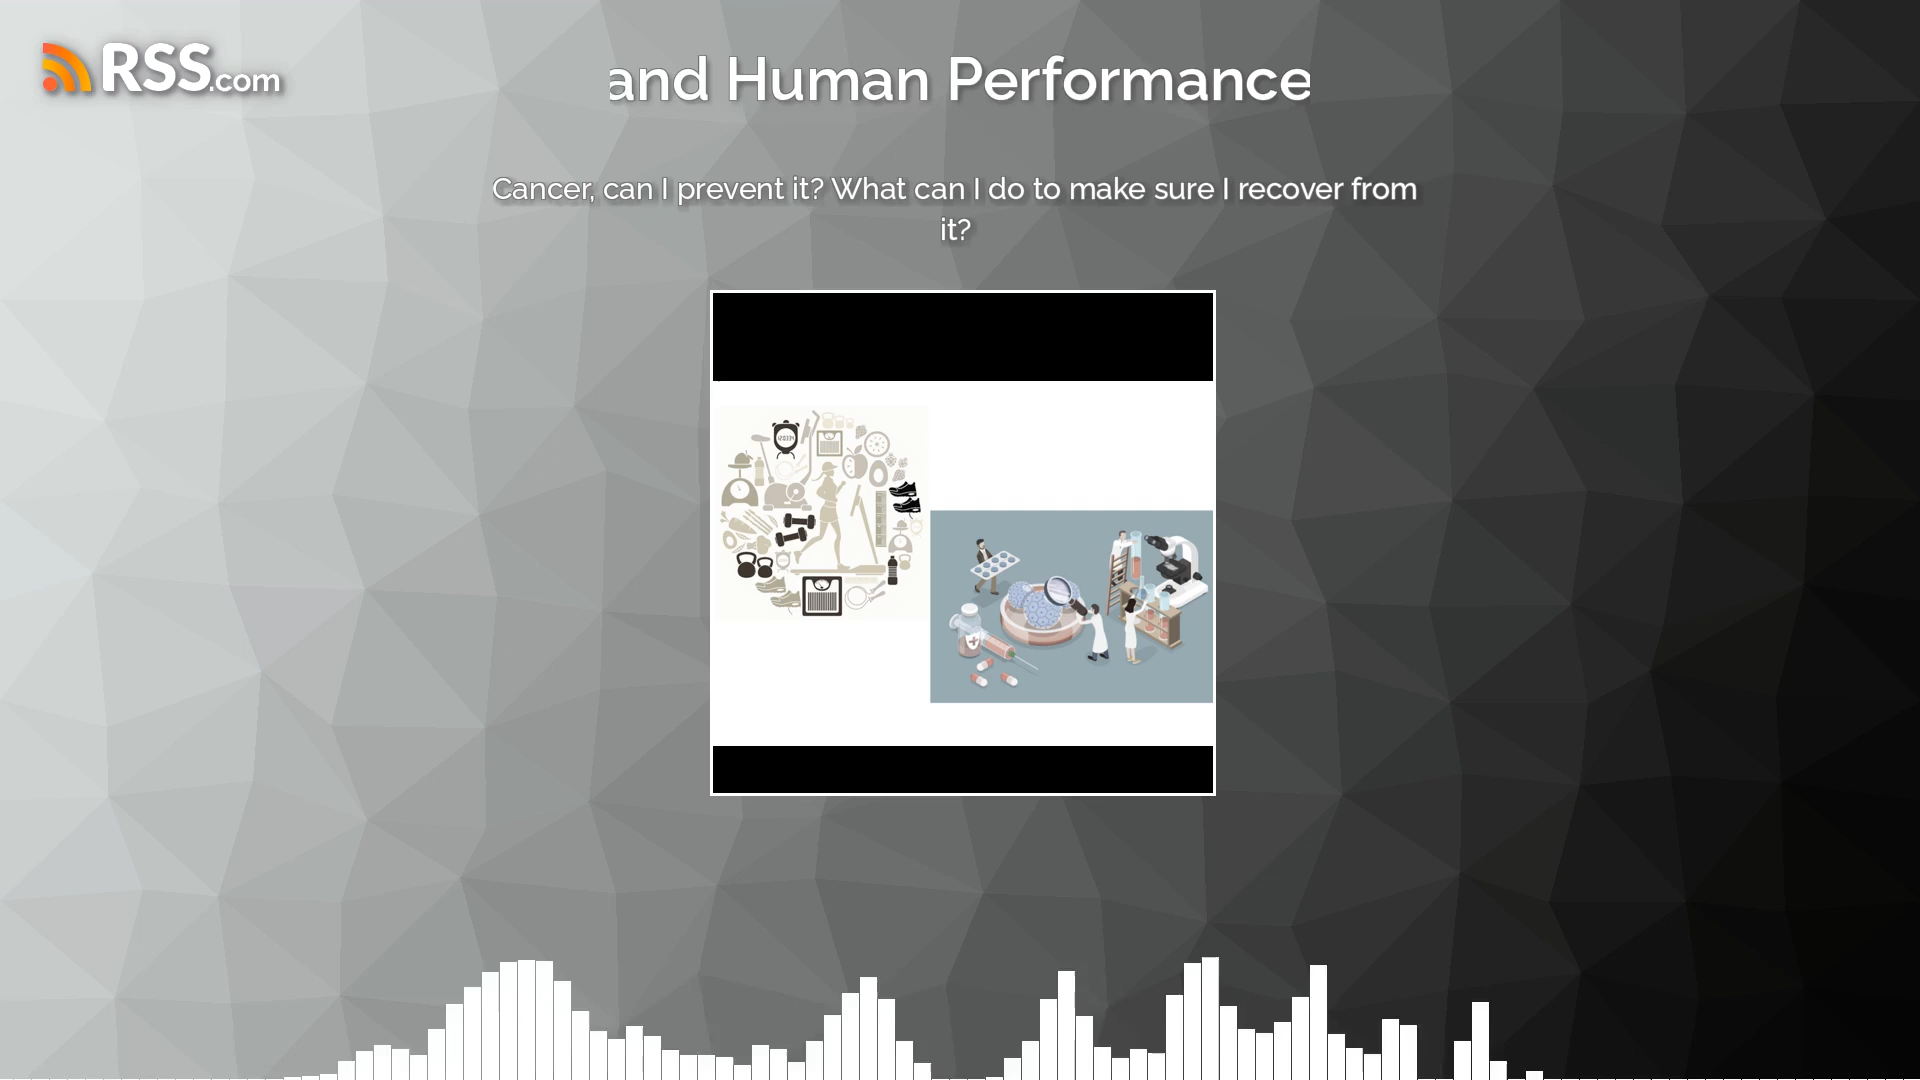 RSS.com
and Human Performance
Cancer, can I prevent it? What can I do to make sure I recover from
it?